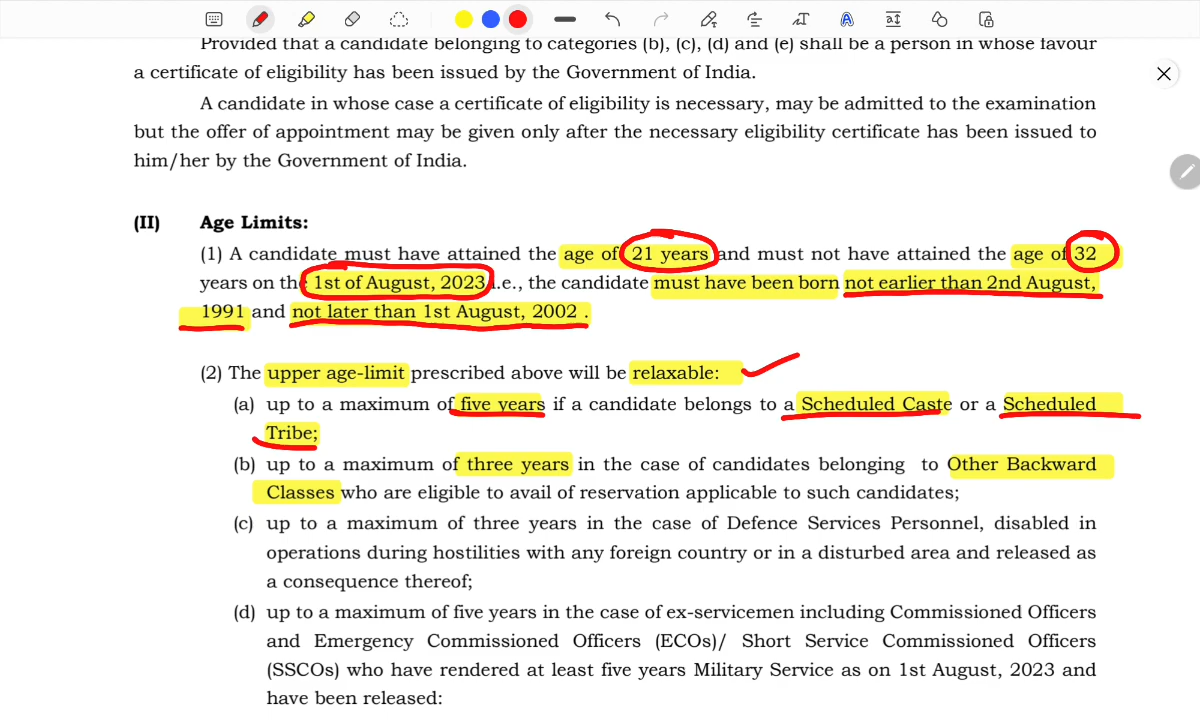 Provided that a candidate belonging to categories (b), (c), (d) and (e) shall be a person in whose favour
a certificate of eligibility has been issued by the Government of India.
A candidate in whose case a certificate of eligibility is necessary, may be admitted to the examination
but the offer of appointment may be given only after the necessary eligibility certificate has been issued to
him/her by the Government of India.
(II) Age Limits:
(1) A candidate must have attained the age of 21 years and must not have attained the age of 32
years on the 1st of August, 2023 i.e., the candidate must have been born not earlier than 2nd August,
1991 and not later than 1st August, 2002 .
(2) The upper age-limit prescribed above will be relaxable:
(a) up to a maximum of five years if a candidate belongs to a Scheduled Caste or a Scheduled
Tribe;
(b) up to a maximum of three years in the case of candidates belonging to Other Backward
Classes who are eligible to avail of reservation applicable to such candidates;
(c) up to a maximum of three years in the case of Defence Services Personnel, disabled in
operations during hostilities with any foreign country or in a disturbed area and released as
a consequence thereof;
(d) up to a maximum of five years in the case of ex-servicemen including Commissioned Officers
and Emergency Commissioned Officers (ECOs)/ Short Service Commissioned Officers
(SSCOs) who have rendered at least five years Military Service as on 1st August, 2023 and
have been released: